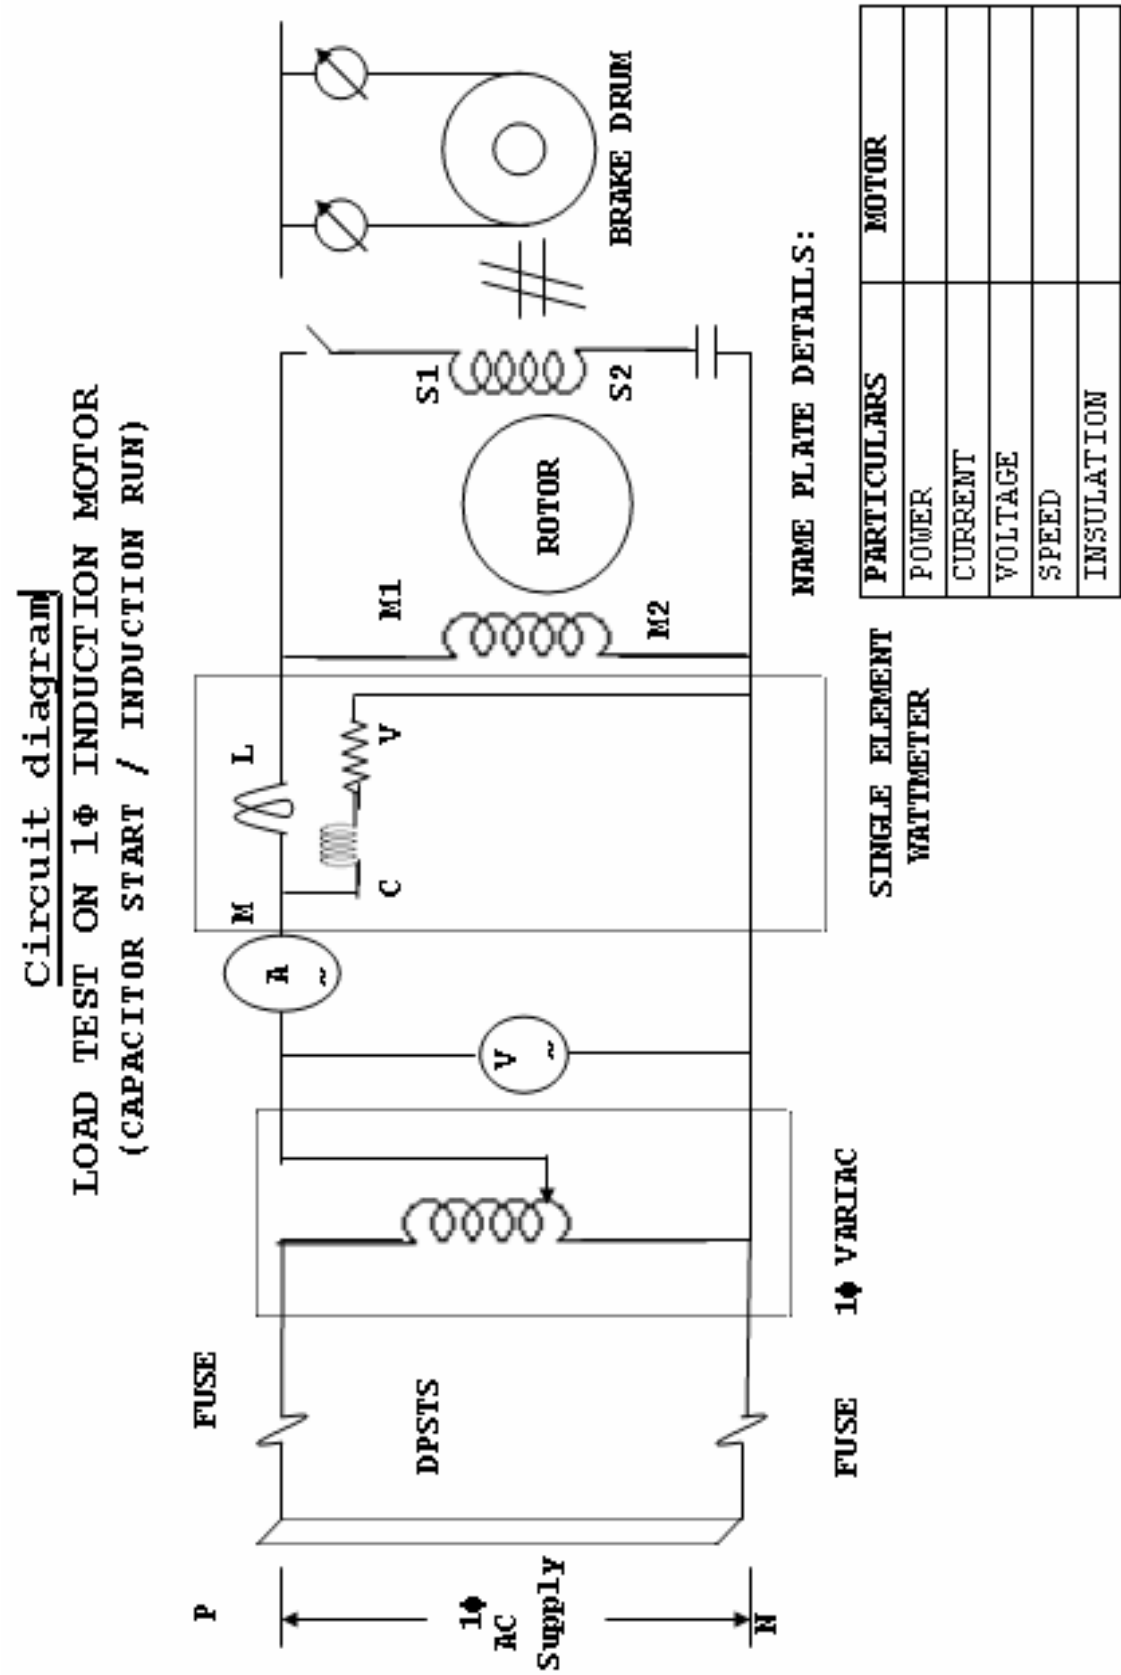 Circuit diagram
LOAD TEST ON 1Φ INDUCTION MOTOR
(CAPACITOR START / INDUCTION RUN)
P
FUSE
M
L
A
~
C
V
M1
M2
ROTOR
S1
S2
BRAKE DRUM
V
~
DPSTS
1Φ
AC
Supply
N
FUSE
1Φ VARIAC
SINGLE ELEMENT
WATTMETER
NAME PLATE DETAILS:
PARTICULARS MOTOR
POWER
CURRENT
VOLTAGE
SPEED
INSULATION